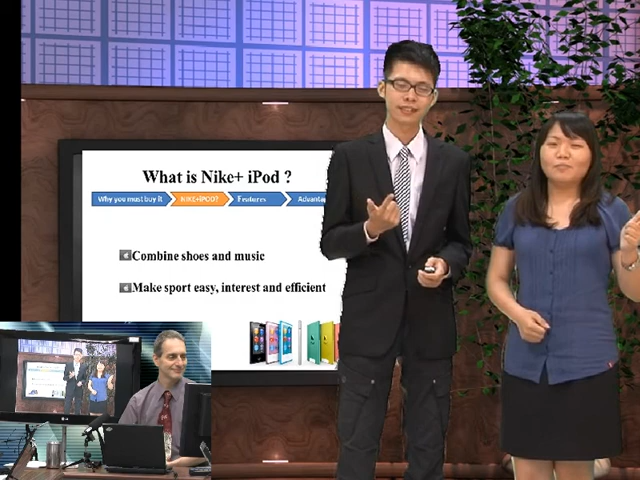 What is Nike+ iPod ?
Why you must buy it NIKE+iPOD? Features Advantag
Combine shoes and music
Make sport easy, interest and efficient